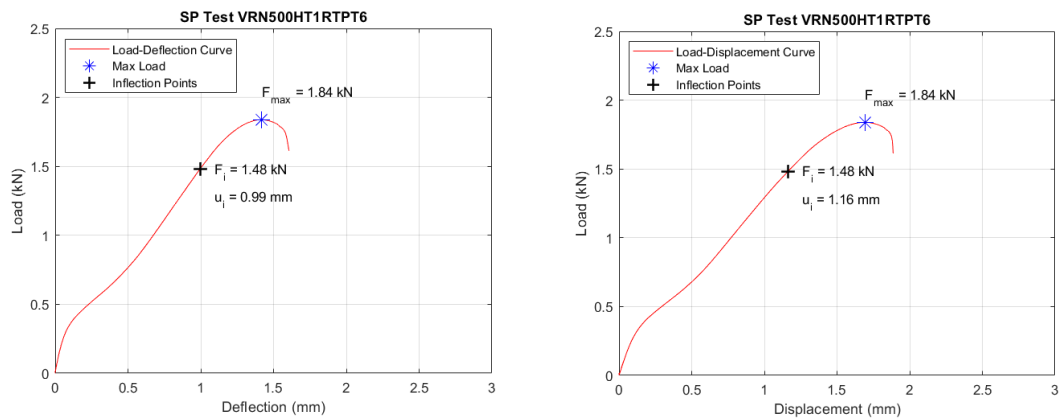 SP Test VRN500HT1RTPT6
2.5
2
1.5
1
0.5
0
Load (kN)
Load-Deflection Curve
Max Load
Inflection Points
F_max = 1.84 kN
F_i = 1.48 kN
u_i = 0.99 mm
0 0.5 1 1.5 2 2.5 3
Deflection (mm)
SP Test VRN500HT1RTPT6
2.5
2
1.5
1
0.5
0
Load (kN)
Load-Displacement Curve
Max Load
Inflection Points
F_max = 1.84 kN
F_i = 1.48 kN
u_i = 1.16 mm
0 0.5 1 1.5 2 2.5 3
Displacement (mm)